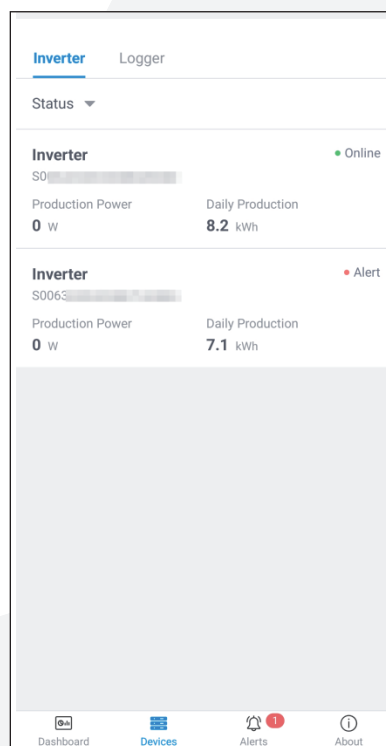 Inverter Logger
Status
Inverter Online
Production Power Daily Production
0 W 8.2 kWh
Inverter Alert
S0063
Production Power Daily Production
0 W 7.1 kWh
1
Dashboard Devices Alerts About